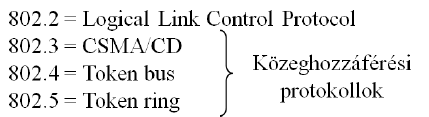 802.2 = Logical Link Control Protocol
802.3 = CSMA/CD
802.4 = Token bus
802.5 = Token ring
Közeghozzáférési
protokollok